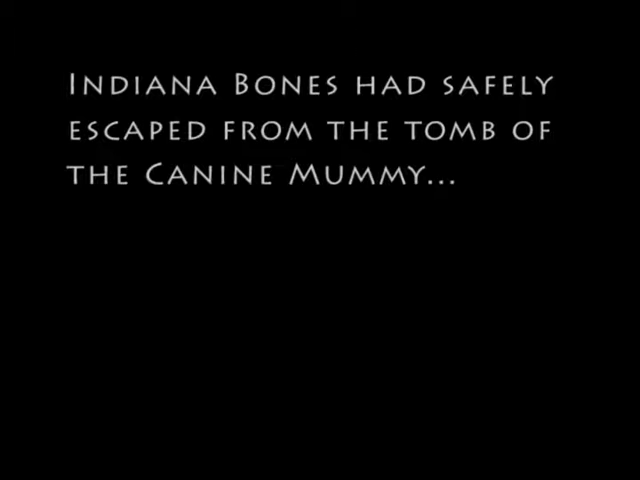 Indiana Bones had safely
escaped from the tomb of
the Canine Mummy...